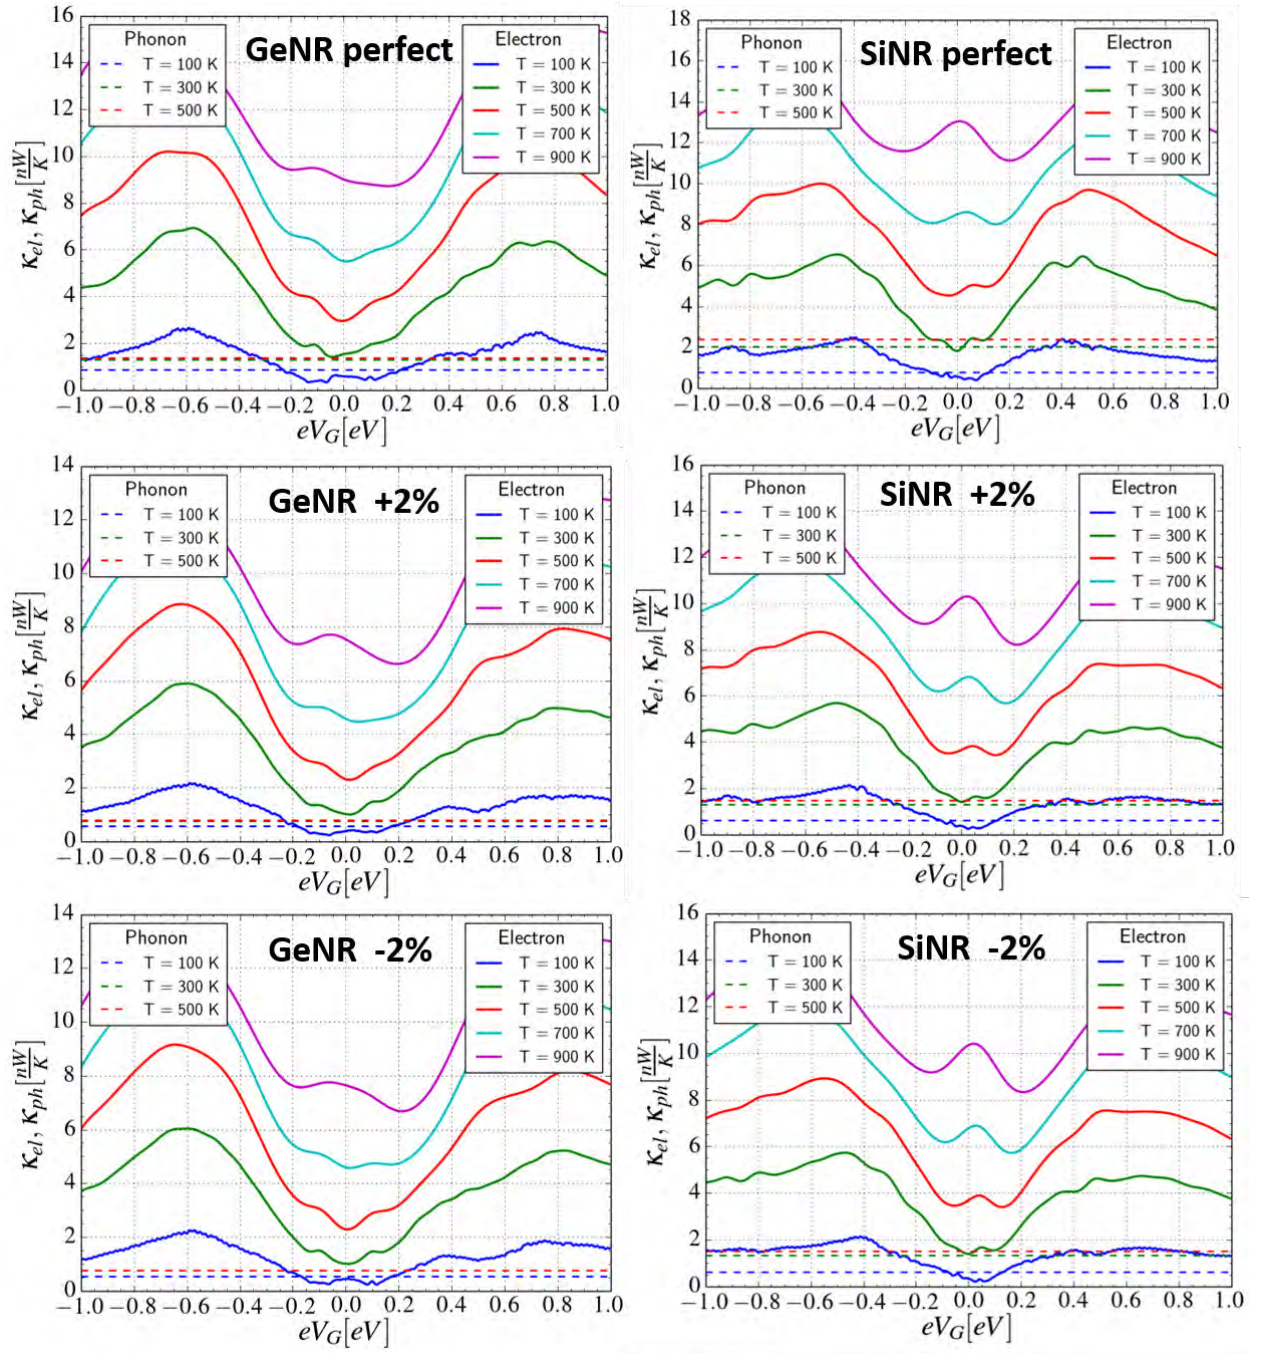 GeNR perfect
Phonon
T = 100 K
T = 300 K
T = 500 K
Electron
T = 100 K
T = 300 K
T = 500 K
T = 700 K
T = 900 K
κ_el, κ_ph[nW/K]
16
14
12
10
8
6
4
2
0
−1.0 −0.8 −0.6 −0.4 −0.2 0.0 0.2 0.4 0.6 0.8 1.0
eV_G[eV]
SiNR perfect
Phonon
T = 100 K
T = 300 K
T = 500 K
Electron
T = 100 K
T = 300 K
T = 500 K
T = 700 K
T = 900 K
κ_el, κ_ph[nW/K]
18
16
14
12
10
8
6
4
2
0
−1.0 −0.8 −0.6 −0.4 −0.2 0.0 0.2 0.4 0.6 0.8 1.0
eV_G[eV]
GeNR +2%
Phonon
T = 100 K
T = 300 K
T = 500 K
Electron
T = 100 K
T = 300 K
T = 500 K
T = 700 K
T = 900 K
κ_el, κ_ph[nW/K]
14
12
10
8
6
4
2
0
−1.0 −0.8 −0.6 −0.4 −0.2 0.0 0.2 0.4 0.6 0.8 1.0
eV_G[eV]
SiNR +2%
Phonon
T = 100 K
T = 300 K
T = 500 K
Electron
T = 100 K
T = 300 K
T = 500 K
T = 700 K
T = 900 K
κ_el, κ_ph[nW/K]
16
14
12
10
8
6
4
2
0
−1.0 −0.8 −0.6 −0.4 −0.2 0.0 0.2 0.4 0.6 0.8 1.0
eV_G[eV]
GeNR -2%
Phonon
T = 100 K
T = 300 K
T = 500 K
Electron
T = 100 K
T = 300 K
T = 500 K
T = 700 K
T = 900 K
κ_el, κ_ph[nW/K]
14
12
10
8
6
4
2
0
−1.0 −0.8 −0.6 −0.4 −0.2 0.0 0.2 0.4 0.6 0.8 1.0
eV_G[eV]
SiNR -2%
Phonon
T = 100 K
T = 300 K
T = 500 K
Electron
T = 100 K
T = 300 K
T = 500 K
T = 700 K
T = 900 K
κ_el, κ_ph[nW/K]
16
14
12
10
8
6
4
2
0
−1.0 −0.8 −0.6 −0.4 −0.2 0.0 0.2 0.4 0.6 0.8 1.0
eV_G[eV]